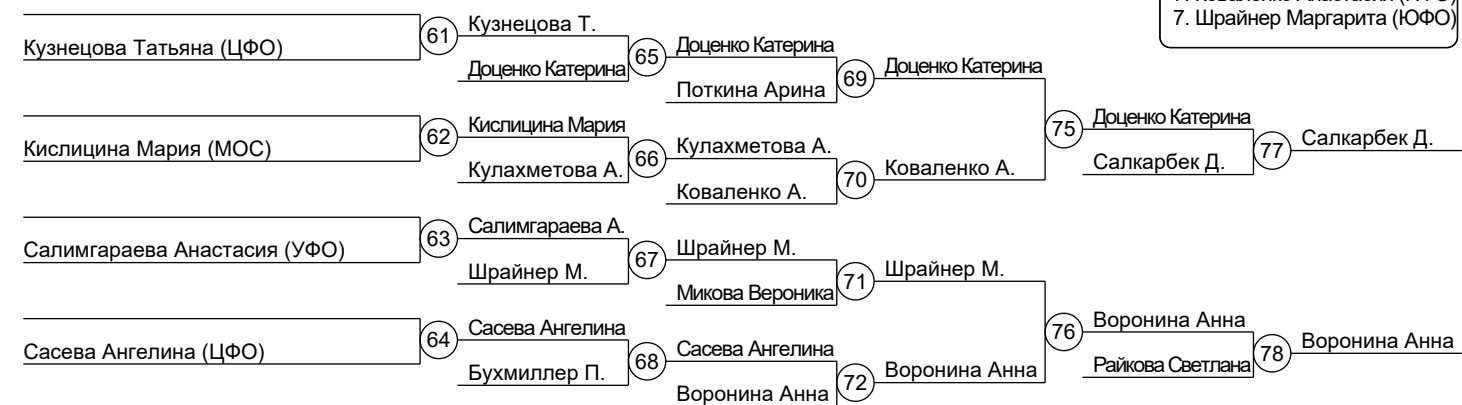 7. Шрайнер Маргарита (ЮФО)
Кузнецова Татьяна (ЦФО)
61
Кузнецова Т.
Доценко Катерина
65
Доценко Катерина
Поткина Арина
69
Доценко Катерина
Кислицина Мария (МОС)
62
Кислицина Мария
Кулахметова А.
66
Кулахметова А.
Коваленко А.
70
Коваленко А.
75
Доценко Катерина
Салкарбек Д.
77
Салкарбек Д.
Салимгараева Анастасия (УФО)
63
Салимгараева А.
Шрайнер М.
67
Шрайнер М.
Микова Вероника
71
Шрайнер М.
Сасева Ангелина (ЦФО)
64
Сасева Ангелина
Бухмиллер П.
68
Сасева Ангелина
Воронина Анна
72
Воронина Анна
76
Воронина Анна
Райкова Светлана
78
Воронина Анна